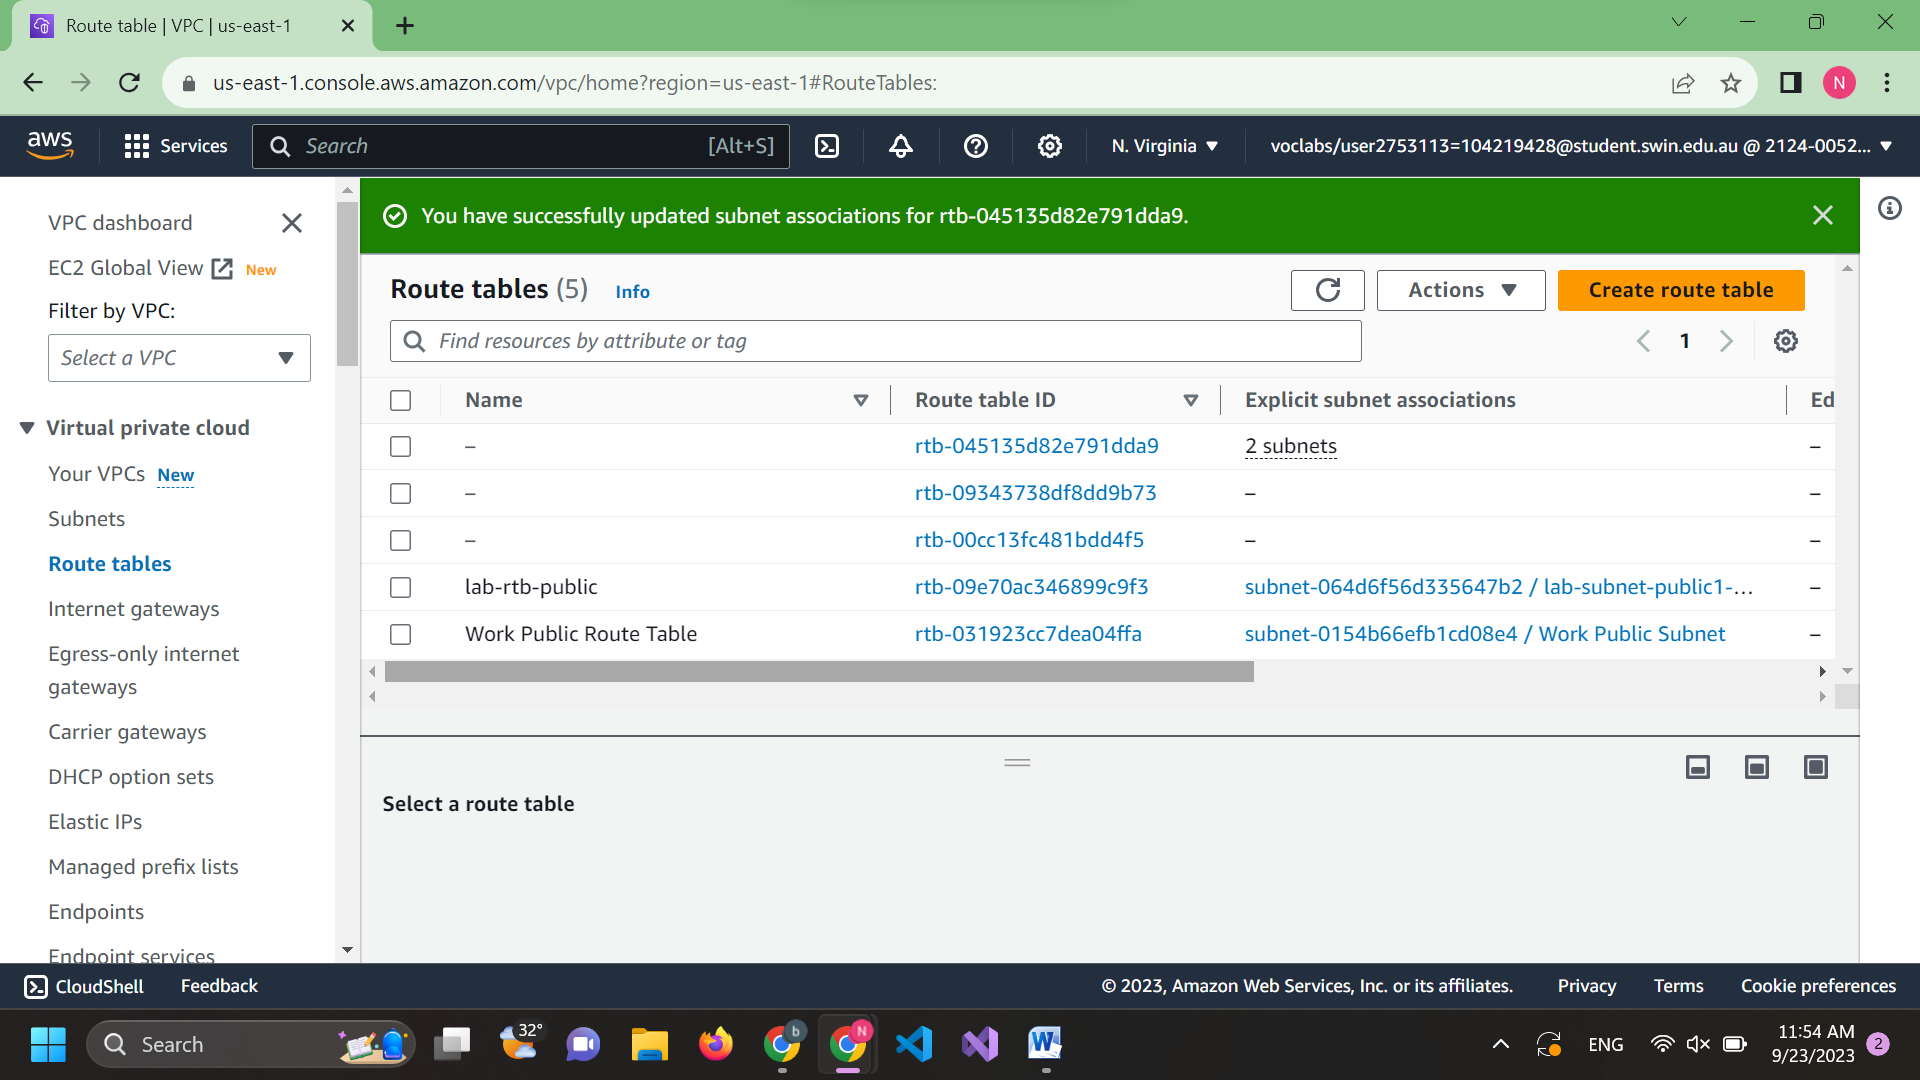 Route table | VPC | us-east-1
us-east-1.console.aws.amazon.com/vpc/home?region=us-east-1#RouteTables:
N
aws
Services
Search
[Alt+S]
N. Virginia
voclabs/user2753113=104219428@student.swin.edu.au @ 2124-0052...
VPC dashboard
EC2 Global View New
Filter by VPC:
Select a VPC
Virtual private cloud
Your VPCs New
Subnets
Route tables
Internet gateways
Egress-only internet
gateways
Carrier gateways
DHCP option sets
Elastic IPs
Managed prefix lists
Endpoints
Endpoint services
You have successfully updated subnet associations for rtb-045135d82e791dda9.
Route tables (5) Info
Actions
Create route table
Find resources by attribute or tag
1
Name Route table ID Explicit subnet associations Ed
– rtb-045135d82e791dda9 2 subnets –
– rtb-09343738df8dd9b73 – –
– rtb-00cc13fc481bdd4f5 – –
lab-rtb-public rtb-09e70ac346899c9f3 subnet-064d6f56d335647b2 / lab-subnet-public1-... –
Work Public Route Table rtb-031923cc7dea04ffa subnet-0154b66efb1cd08e4 / Work Public Subnet –
Select a route table
CloudShell
Feedback
© 2023, Amazon Web Services, Inc. or its affiliates.
Privacy
Terms
Cookie preferences
Search
32°
b
N
W
ENG
11:54 AM
9/23/2023
2